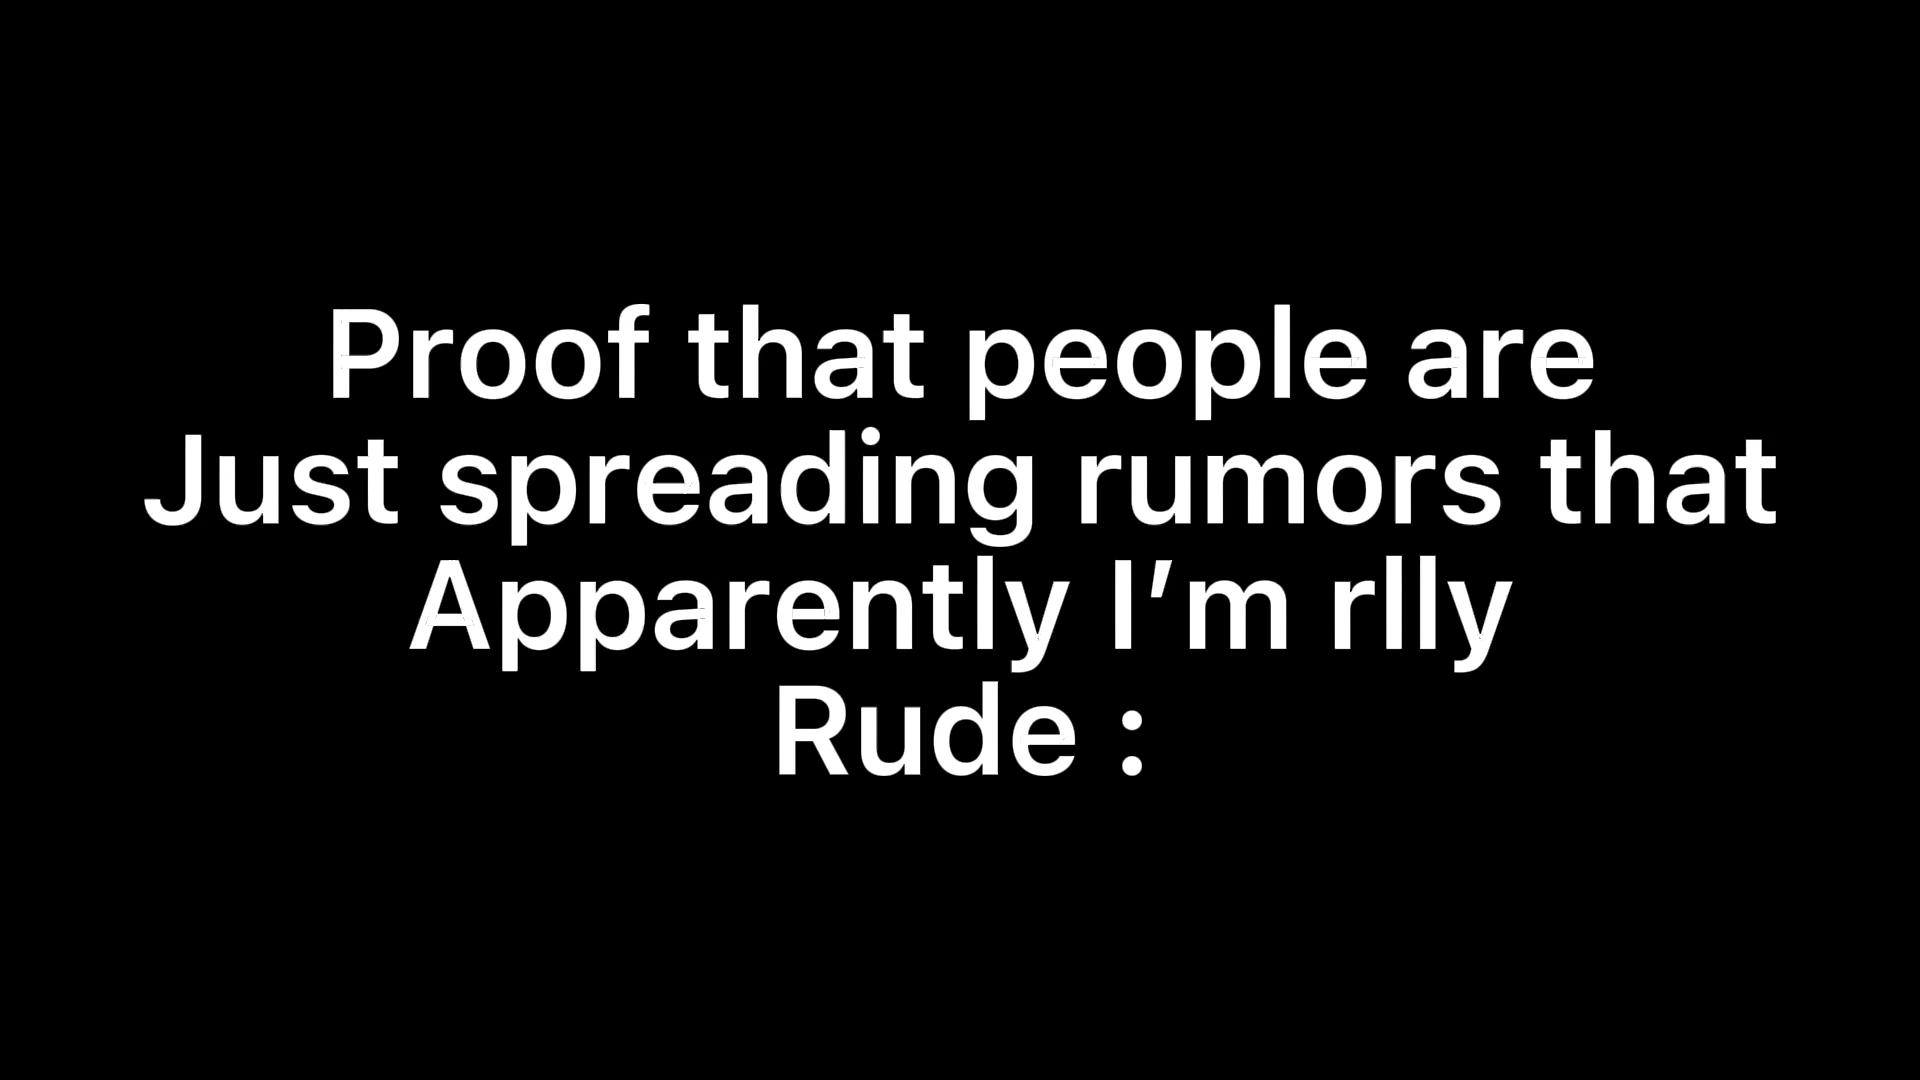 Proof that people are
Just spreading rumors that
Apparently I’m rlly
Rude :